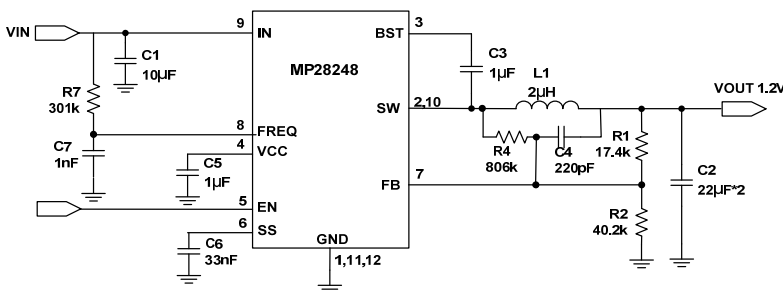 VIN
9
IN
C1
10µF
R7
301k
8
FREQ
C7
1nF
4
VCC
C5
1µF
5
EN
6
SS
C6
33nF
MP28248
GND
1,11,12
3
BST
C3
1µF
L1
2µH
SW
2,10
VOUT 1.2V
R4
806k
C4
220pF
R1
17.4k
C2
22µF*2
7
FB
R2
40.2k